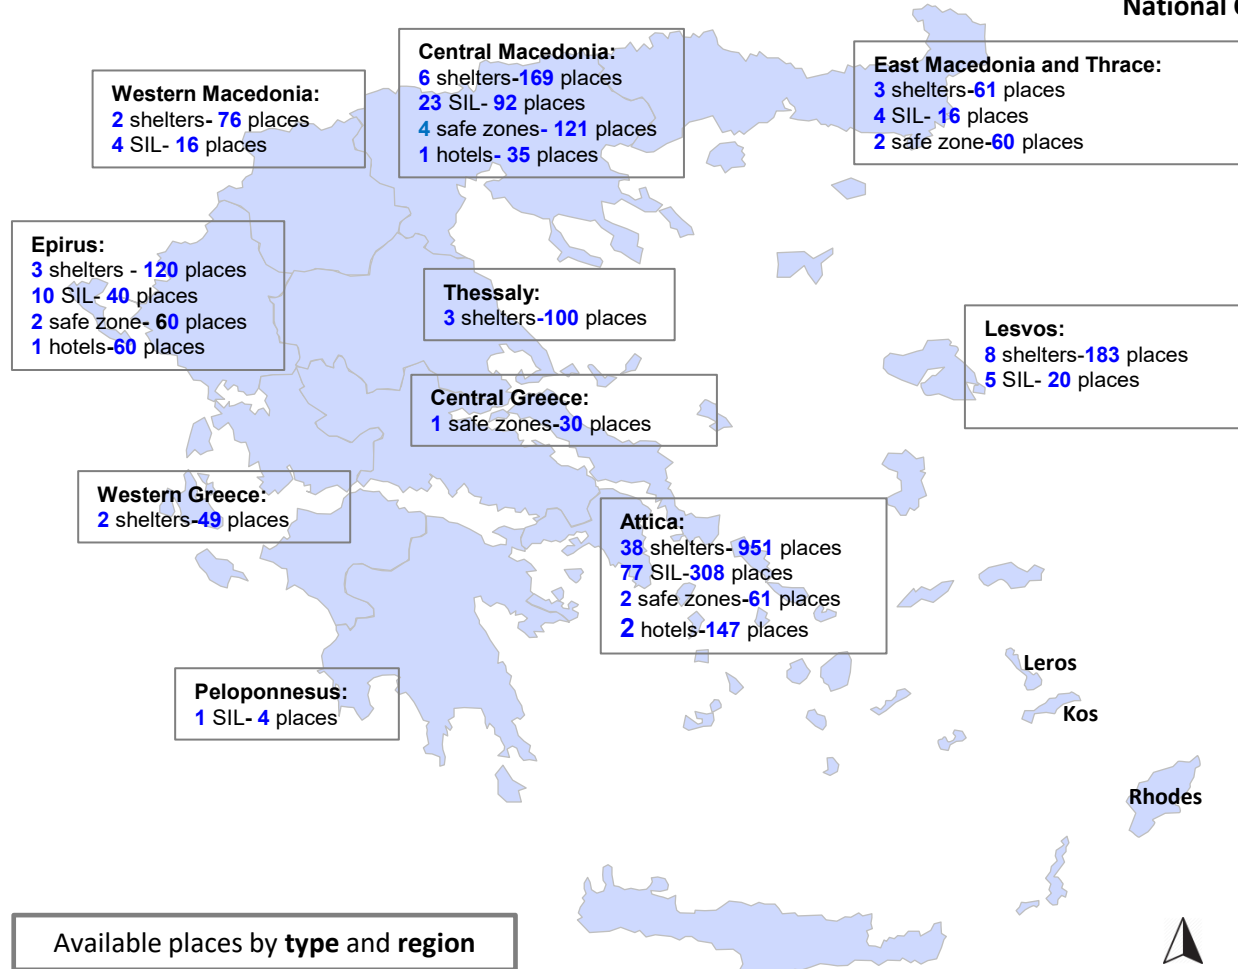 National
Central Macedonia:
6 shelters-169 places
23 SIL- 92 places
4 safe zones- 121 places
1 hotels- 35 places
East Macedonia and Thrace:
3 shelters-61 places
4 SIL- 16 places
2 safe zone-60 places
Western Macedonia:
2 shelters- 76 places
4 SIL- 16 places
Epirus:
3 shelters - 120 places
10 SIL- 40 places
2 safe zone- 60 places
1 hotels-60 places
Thessaly:
3 shelters-100 places
Lesvos:
8 shelters-183 places
5 SIL- 20 places
Central Greece:
1 safe zones-30 places
Western Greece:
2 shelters-49 places
Attica:
38 shelters- 951 places
77 SIL-308 places
2 safe zones-61 places
2 hotels-147 places
Peloponnesus:
1 SIL- 4 places
Leros
Kos
Rhodes
Available places by type and region